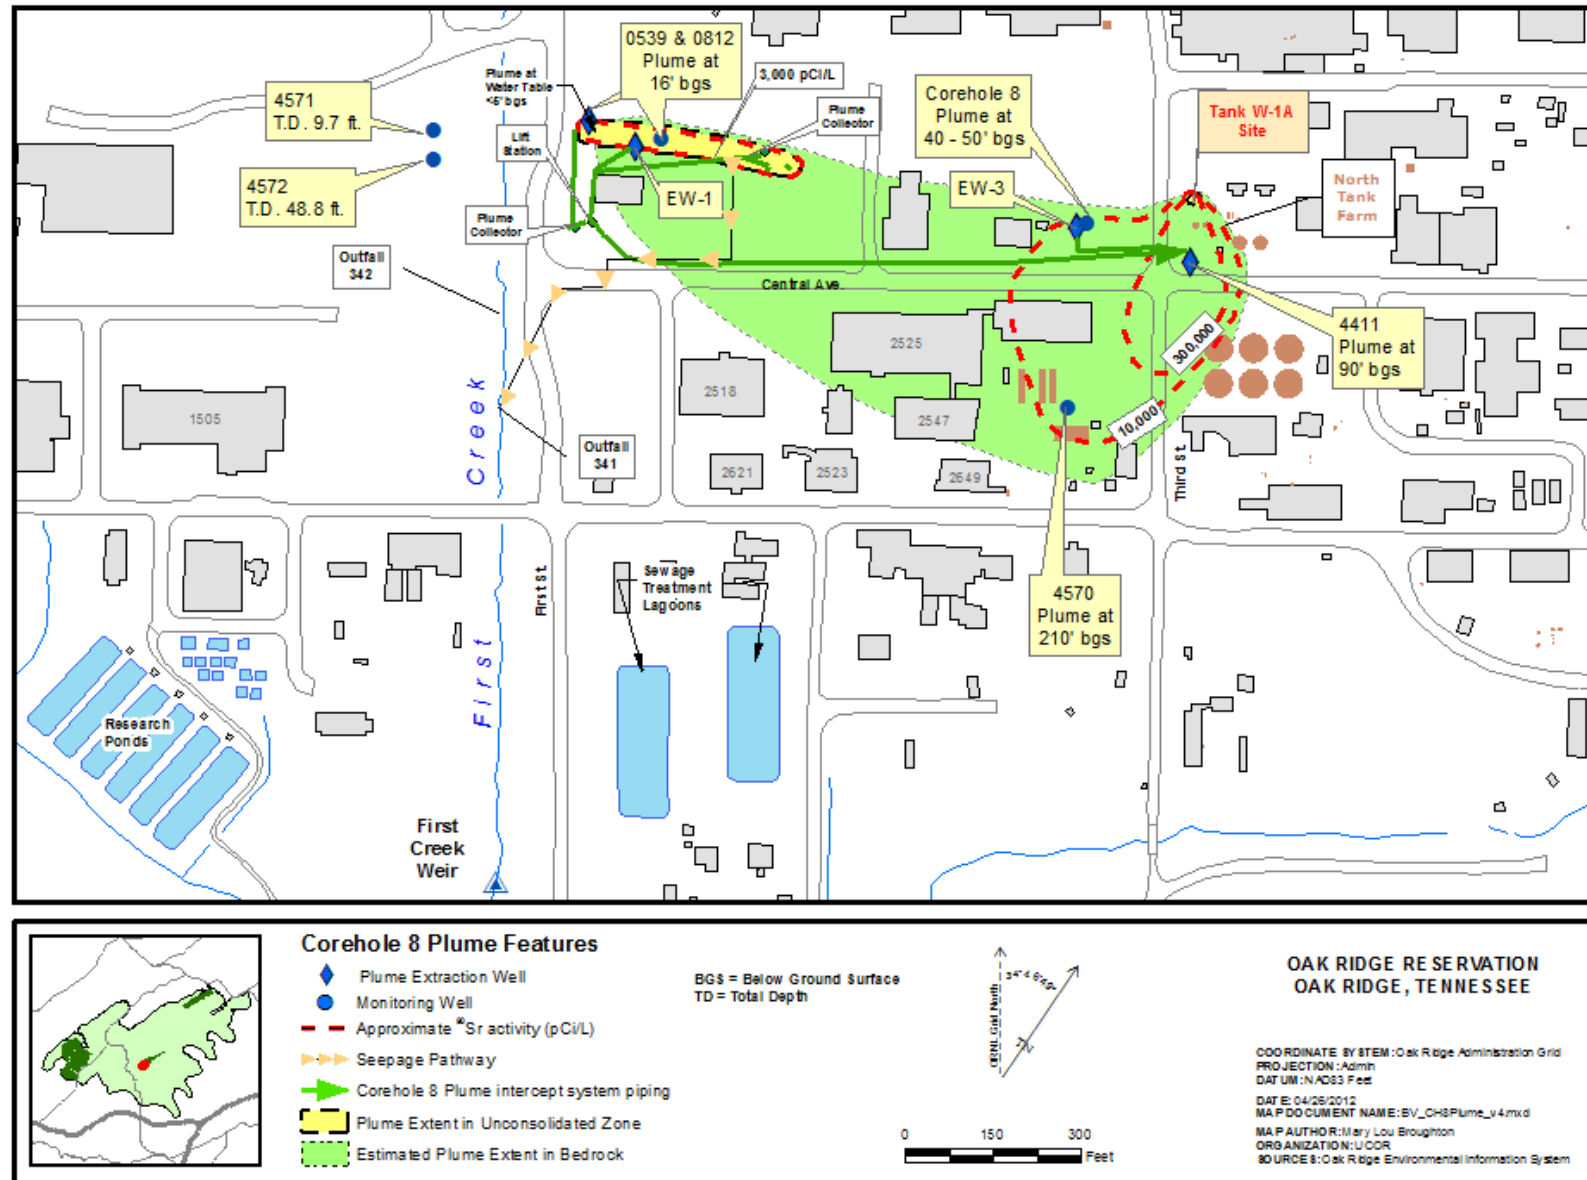 0539 & 0812
Plume at
16' bgs
3,000 pCi/L
Plume at
Water Table
<5' bgs
4571
T.D. 9.7 ft.
Lift
Station
Plume
Collector
Corehole 8
Plume at
40 - 50' bgs
Tank W-1A
Site
4572
T.D. 48.8 ft.
EW-1
EW-3
North
Tank
Farm
Plume
Collector
Outfall
342
Central Ave.
4411
Plume at
90' bgs
300,000
10,000
2525
2518
2547
1505
Outfall
341
2621
2523
2649
First Creek
First St.
Third St.
Sewage
Treatment
Lagoons
4570
Plume at
210' bgs
Research
Ponds
First
Creek
Weir
Corehole 8 Plume Features
Plume Extraction Well
Monitoring Well
Approximate ⁹⁰Sr activity (pCi/L)
Seepage Pathway
Corehole 8 Plume intercept system piping
Plume Extent in Unconsolidated Zone
Estimated Plume Extent in Bedrock
BGS = Below Ground Surface
TD = Total Depth
ORNL Grid North
0 150 300
Feet
OAK RIDGE RESERVATION
OAK RIDGE, TENNESSEE
COORDINATE SYSTEM: Oak Ridge Administration Grid
PROJECTION: Admin
DATUM: NAD83 Feet
DATE: 04/26/2012
MAP DOCUMENT NAME: BV_CH8Plume_v4.mxd
MAP AUTHOR: Mary Lou Broughton
ORGANIZATION: UCOR
SOURCES: Oak Ridge Environmental Information System